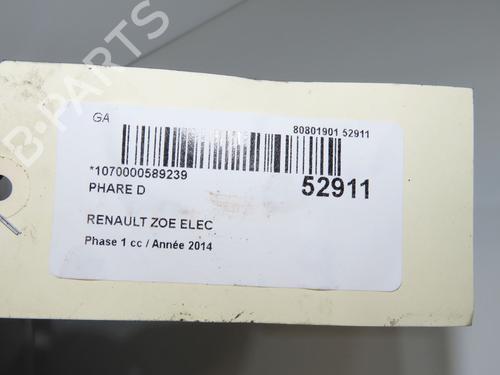 B-PARTS
GA
80801901 52911
*1070000589239
52911
PHARE D
RENAULT ZOE ELEC
Phase 1 cc / Année 2014